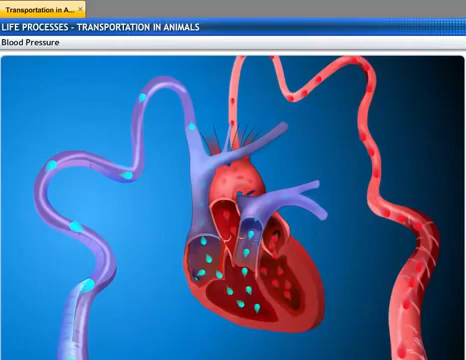 Transportation in A...
LIFE PROCESSES - TRANSPORTATION IN ANIMALS
Blood Pressure